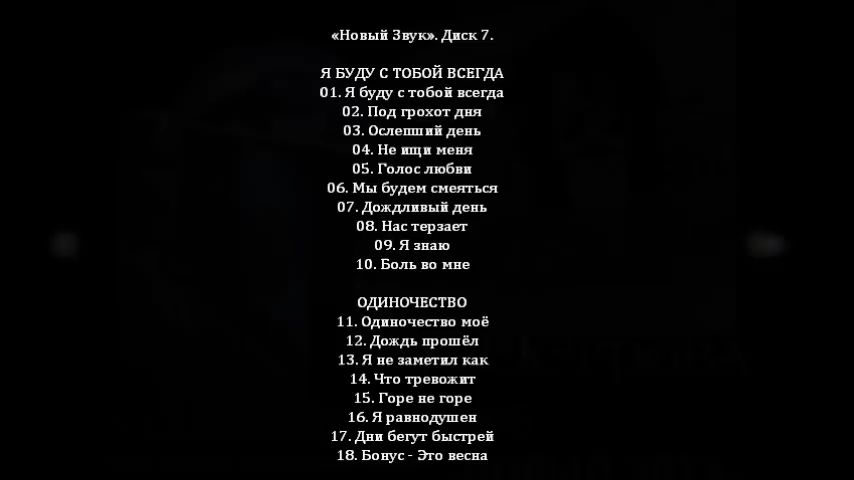 «Новый Звук». Диск 7.
Я БУДУ С ТОБОЙ ВСЕГДА
01. Я буду с тобой всегда
02. Под грохот дня
03. Ослепший день
04. Не ищи меня
05. Голос любви
06. Мы будем смеяться
07. Дождливый день
08. Нас терзает
09. Я знаю
10. Боль во мне
ОДИНОЧЕСТВО
11. Одиночество моё
12. Дождь прошёл
13. Я не заметил как
14. Что тревожит
15. Горе не горе
16. Я равнодушен
17. Дни бегут быстрей
18. Бонус - Это весна